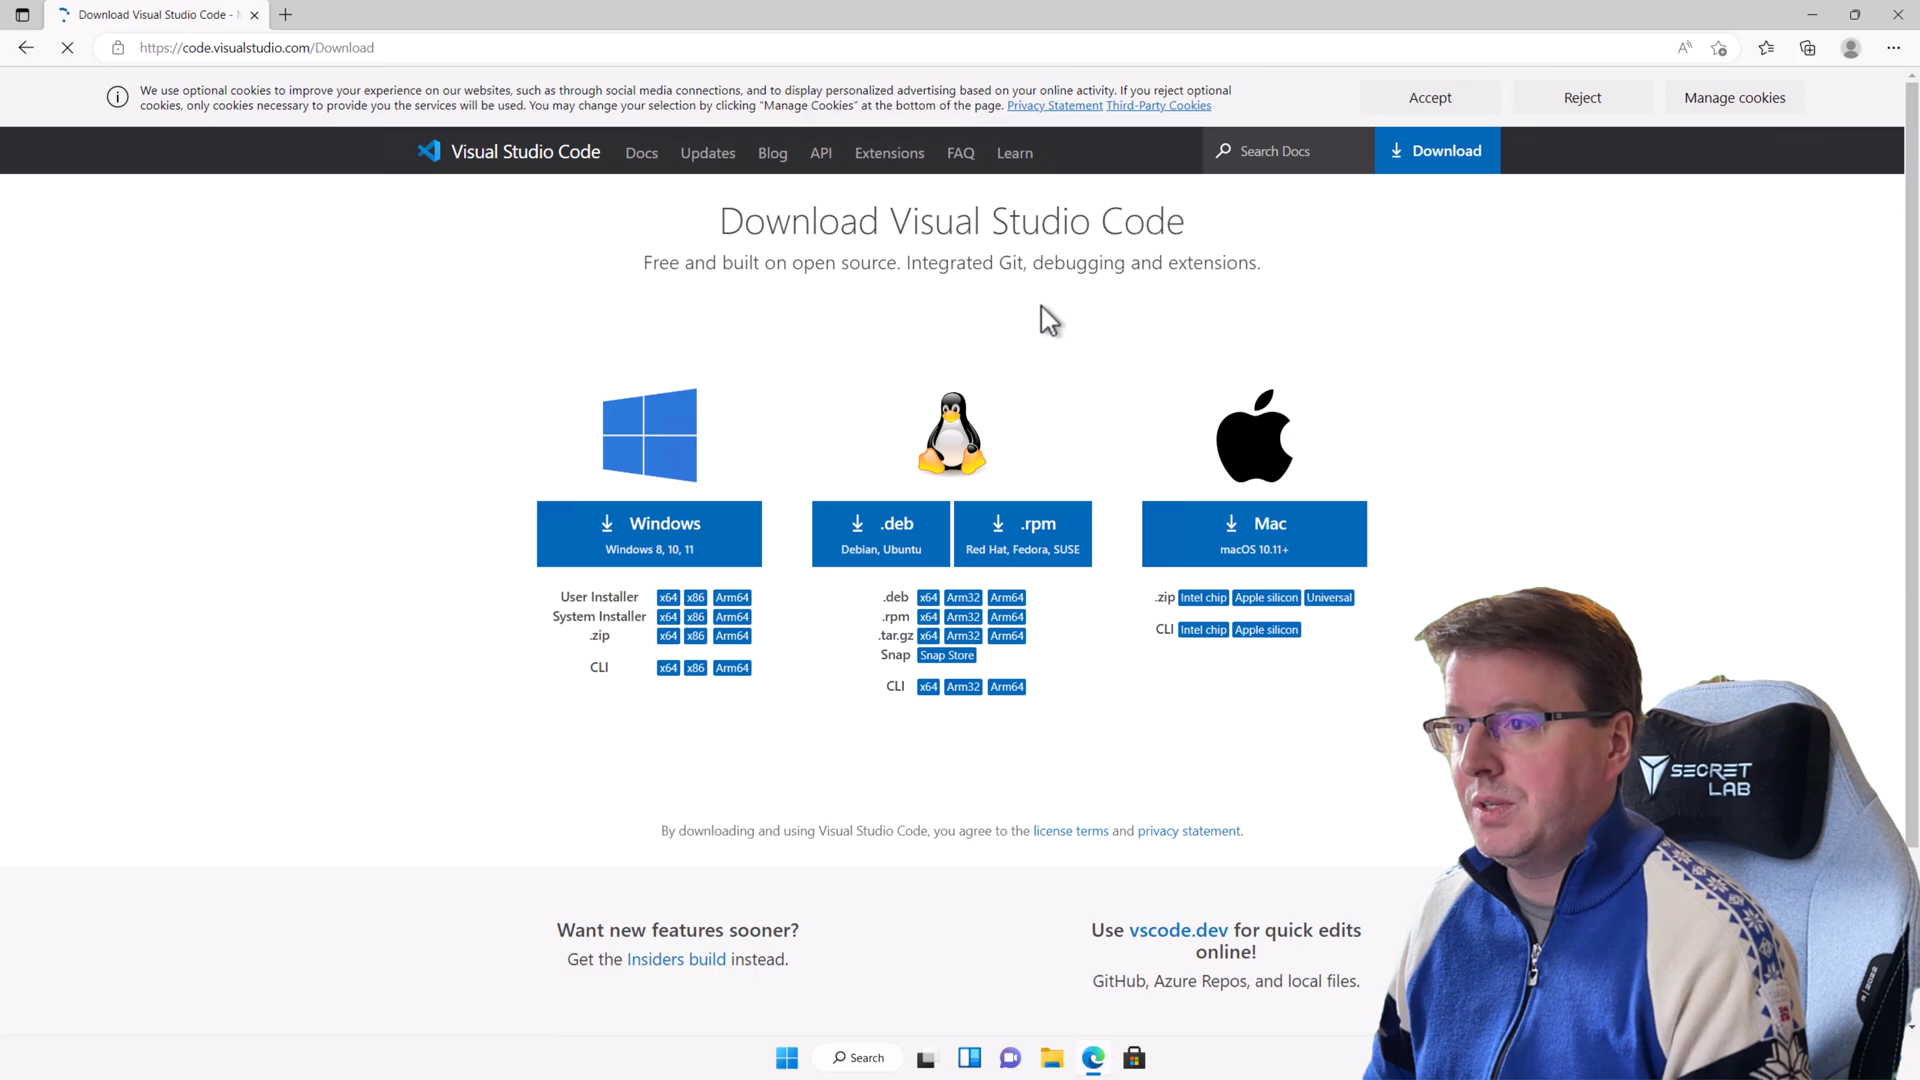 Download Visual Studio Code -
https://code.visualstudio.com/Download
We use optional cookies to improve your experience on our websites, such as through social media connections, and to display personalized advertising based on your online activity. If you reject optional
cookies, only cookies necessary to provide you the services will be used. You may change your selection by clicking "Manage Cookies" at the bottom of the page. Privacy Statement Third-Party Cookies
Accept
Reject
Manage cookies
Visual Studio Code
Docs
Updates
Blog
API
Extensions
FAQ
Learn
Search Docs
Download
Download Visual Studio Code
Free and built on open source. Integrated Git, debugging and extensions.
Windows
Windows 8, 10, 11
User Installer x64 x86 Arm64
System Installer x64 x86 Arm64
.zip x64 x86 Arm64
CLI x64 x86 Arm64
.deb
Debian, Ubuntu
.rpm
Red Hat, Fedora, SUSE
.deb x64 Arm32 Arm64
.rpm x64 Arm32 Arm64
.tar.gz x64 Arm32 Arm64
Snap Snap Store
CLI x64 Arm32 Arm64
Mac
macOS 10.11+
.zip Intel chip Apple silicon Universal
CLI Intel chip Apple silicon
SECRET
LAB
By downloading and using Visual Studio Code, you agree to the license terms and privacy statement.
Want new features sooner?
Get the Insiders build instead.
Use vscode.dev for quick edits
online!
GitHub, Azure Repos, and local files.
Search